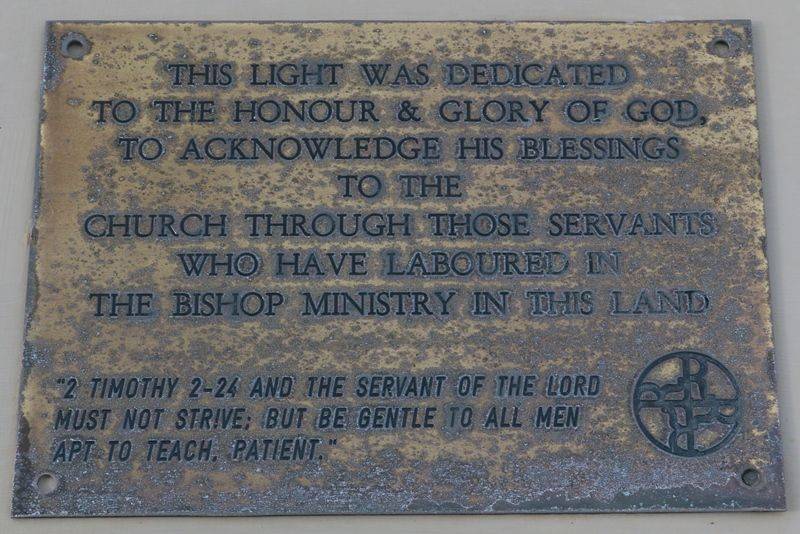 THIS LIGHT WAS DEDICATED
TO THE HONOUR & GLORY OF GOD,
TO ACKNOWLEDGE HIS BLESSINGS
TO THE
CHURCH THROUGH THOSE SERVANTS
WHO HAVE LABOURED IN
THE BISHOP MINISTRY IN THIS LAND
"2 TIMOTHY 2-24 AND THE SERVANT OF THE LORD
MUST NOT STRIVE; BUT BE GENTLE TO ALL MEN
APT TO TEACH, PATIENT."
R R R R